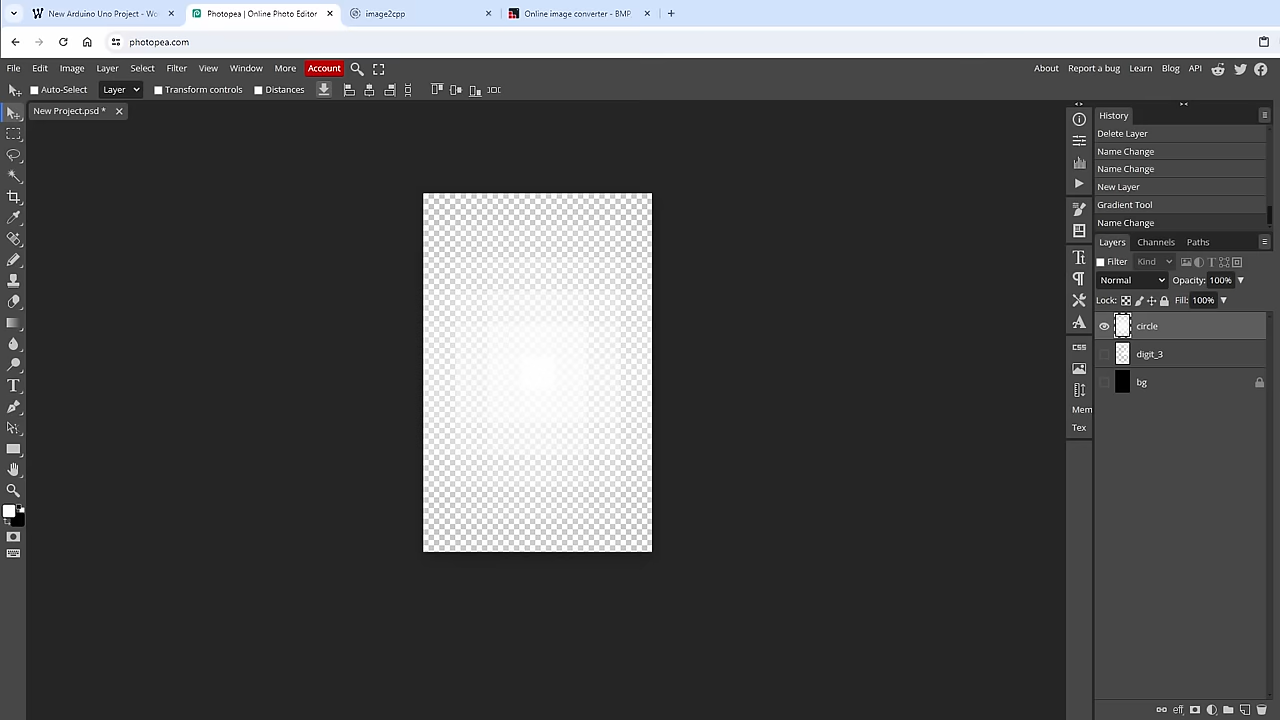 New Arduino Uno Project - Wo
Photopea | Online Photo Editor
image2cpp
Online image converter - BMP
photopea.com
File Edit Image Layer Select Filter View Window More Account
About Report a bug Learn Blog API
Auto-Select Layer Transform controls Distances
New Project.psd *
History
Delete Layer
Name Change
Name Change
New Layer
Gradient Tool
Name Change
Layers Channels Paths
Filter Kind
Normal Opacity: 100%
Lock: Fill: 100%
circle
digit_3
bg
CSS
Mem
Tex
eff